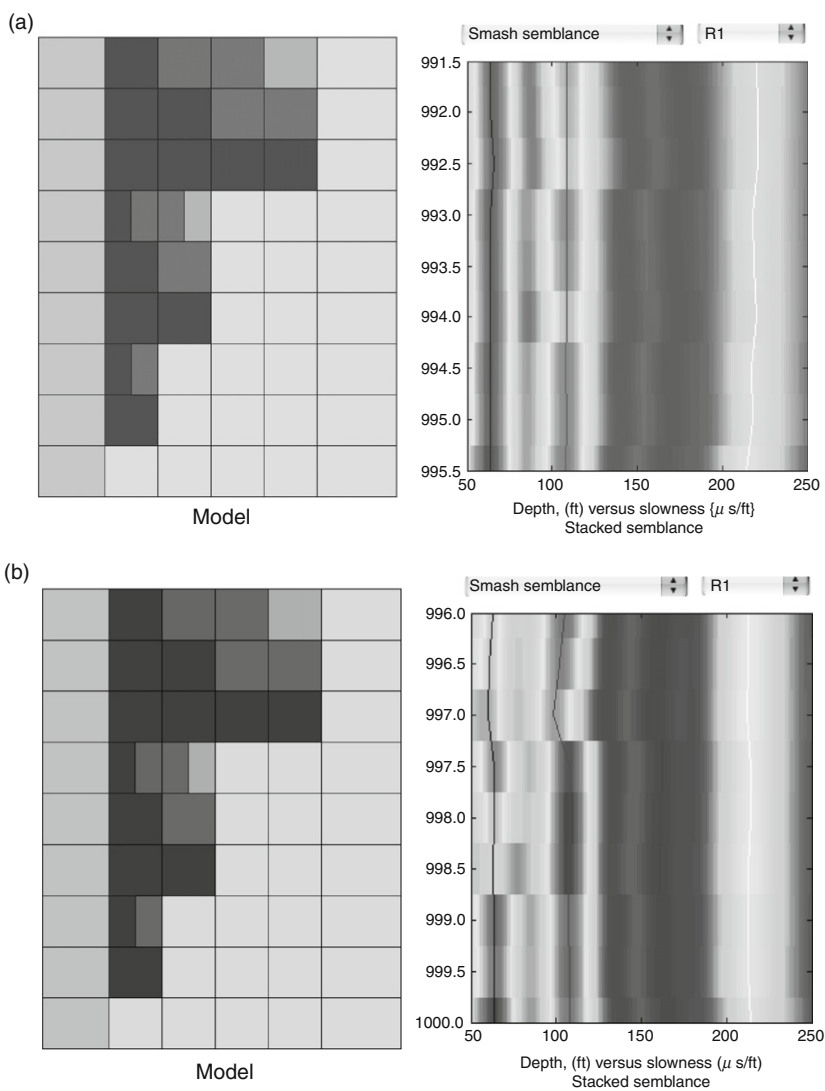 (a)
Smash semblance R1
991.5
992.0
992.5
993.0
993.5
994.0
994.5
995.0
995.5
50 100 150 200 250
Model
Depth, (ft) versus slowness {μ s/ft}
Stacked semblance
(b)
Smash semblance R1
996.0
996.5
997.0
997.5
998.0
998.5
999.0
999.5
1000.0
50 100 150 200 250
Model
Depth, (ft) versus slowness (μ s/ft)
Stacked semblance